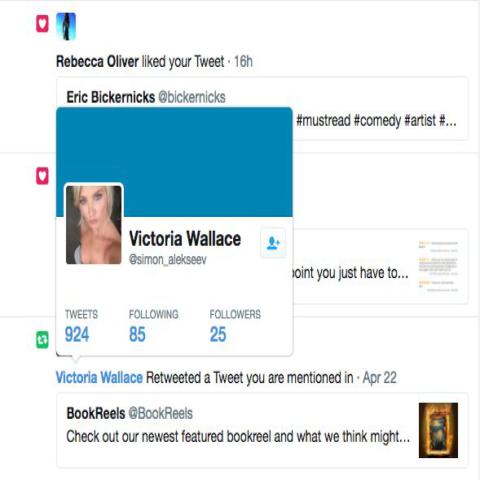 Rebecca Oliver liked your Tweet · 16h
Eric Bickernicks @bickernicks
#mustread #comedy #artist #...
Victoria Wallace
@simon_alekseev
point you just have to...
TWEETS FOLLOWING FOLLOWERS
924 85 25
Victoria Wallace Retweeted a Tweet you are mentioned in · Apr 22
BookReels @BookReels
Check out our newest featured bookreel and what we think might...